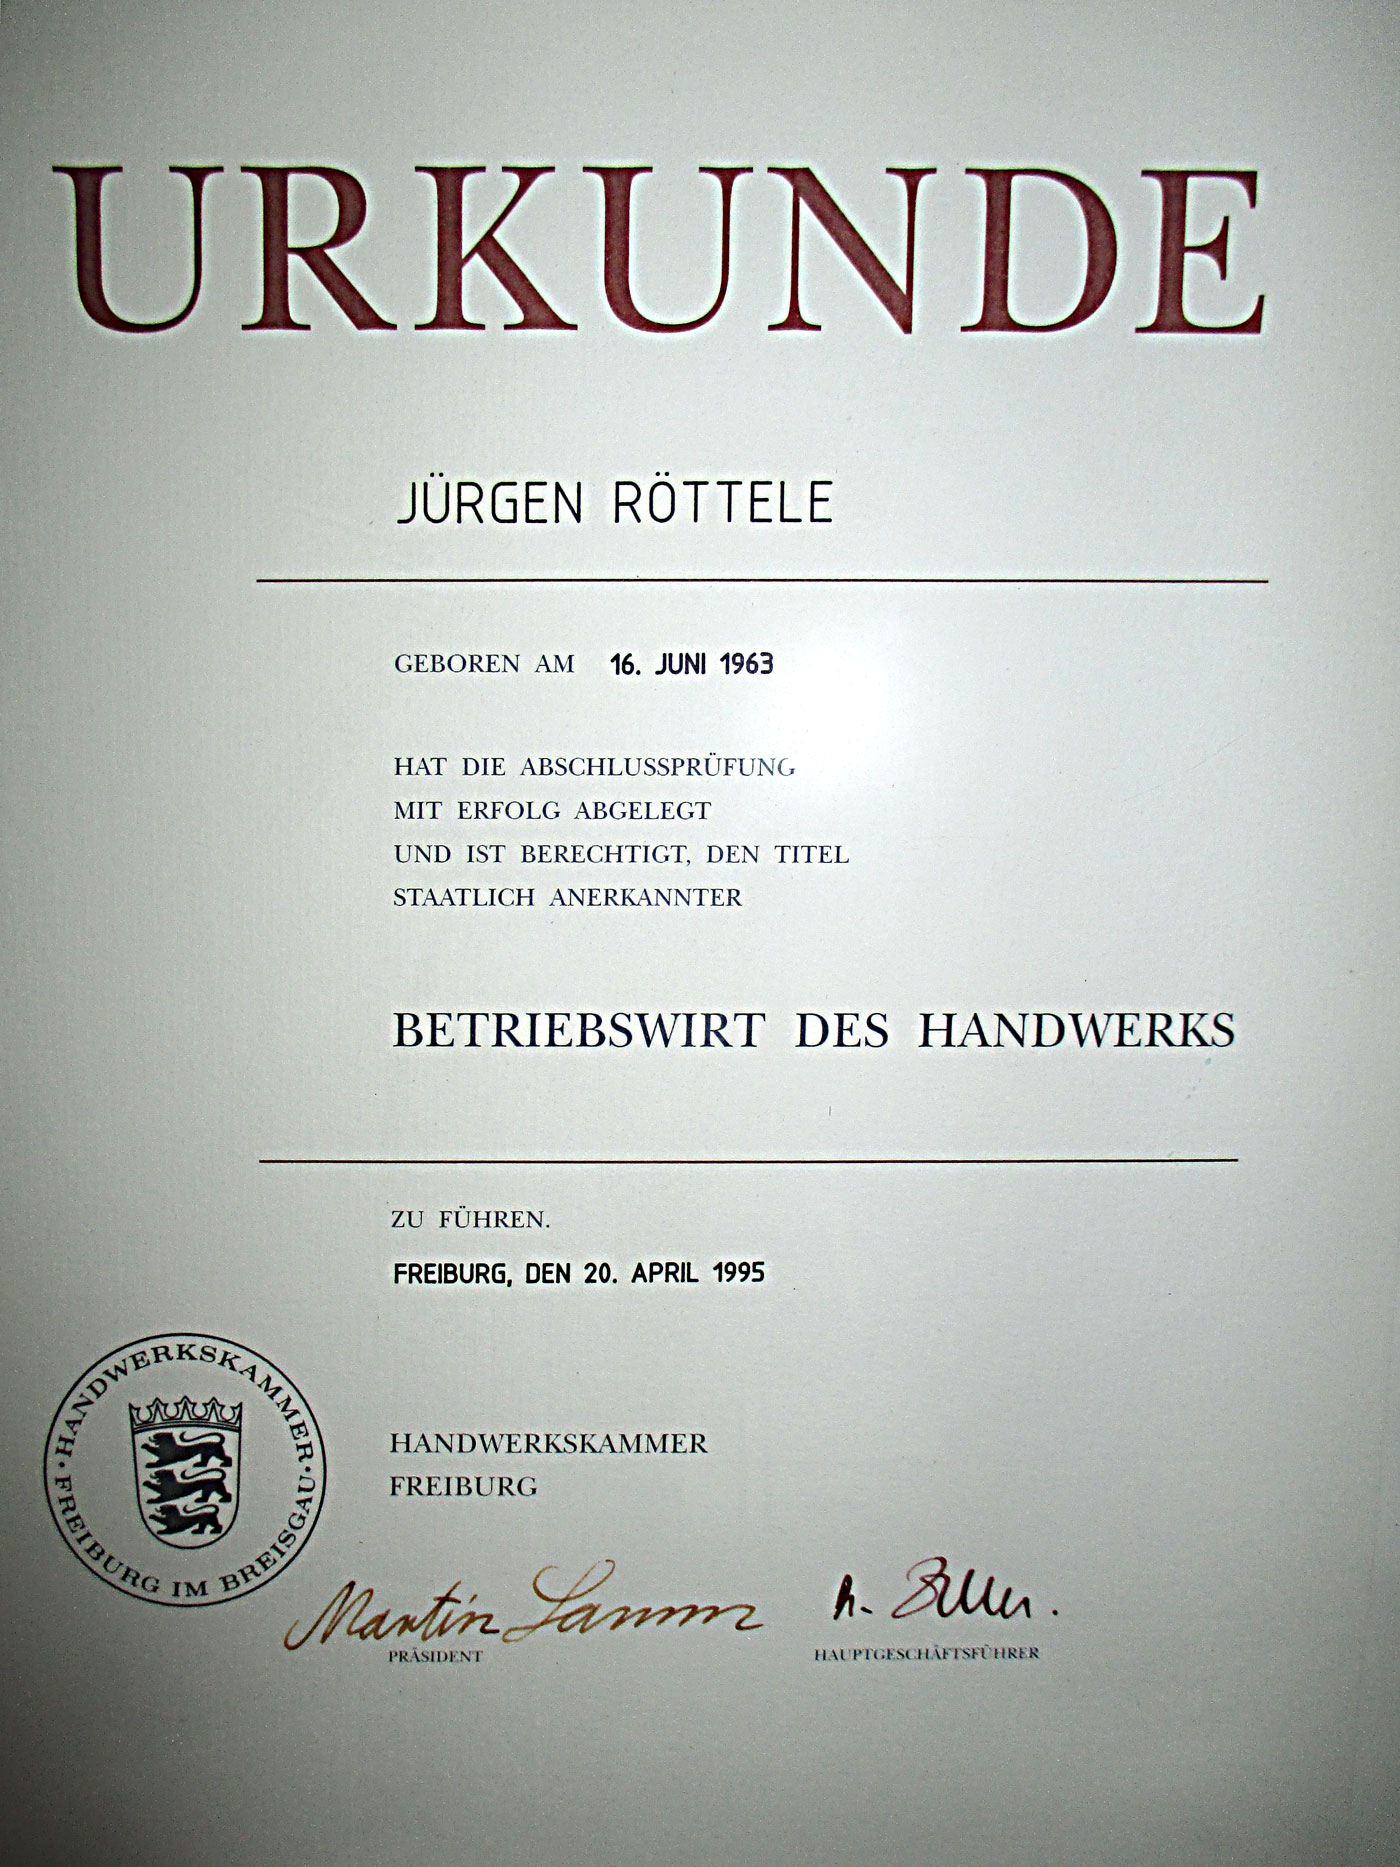 URKUNDE
JÜRGEN RÖTTELE
GEBOREN AM 16. JUNI 1963
HAT DIE ABSCHLUSSPRÜFUNG
MIT ERFOLG ABGELEGT
UND IST BERECHTIGT, DEN TITEL
STAATLICH ANERKANNTER
BETRIEBSWIRT DES HANDWERKS
ZU FÜHREN.
FREIBURG, DEN 20. APRIL 1995
· HANDWERKSKAMMER ·
FREIBURG IM BREISGAU
HANDWERKSKAMMER
FREIBURG
Martin Lamm
PRÄSIDENT
HAUPTGESCHÄFTSFÜHRER